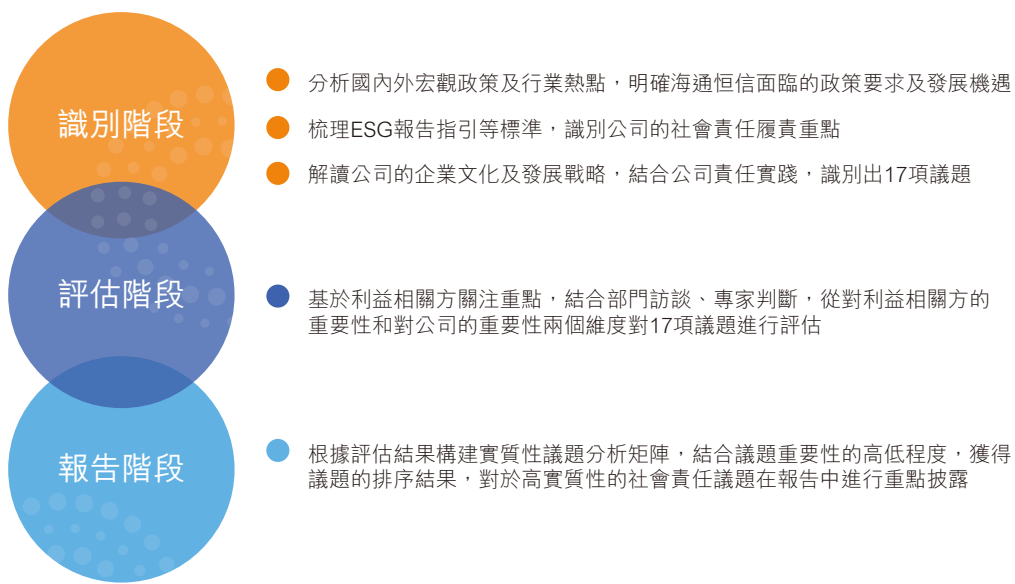 識別階段
分析國內外宏觀政策及行業熱點，明確海通恒信面臨的政策要求及發展機遇
梳理ESG報告指引等標準，識別公司的社會責任履責重點
解讀公司的企業文化及發展戰略，結合公司責任實踐，識別出17項議題
評估階段
基於利益相關方關注重點，結合部門訪談、專家判斷，從對利益相關方的
重要性和對公司的重要性兩個維度對17項議題進行評估
報告階段
根據評估結果構建實質性議題分析矩陣，結合議題重要性的高低程度，獲得
議題的排序結果，對於高實質性的社會責任議題在報告中進行重點披露